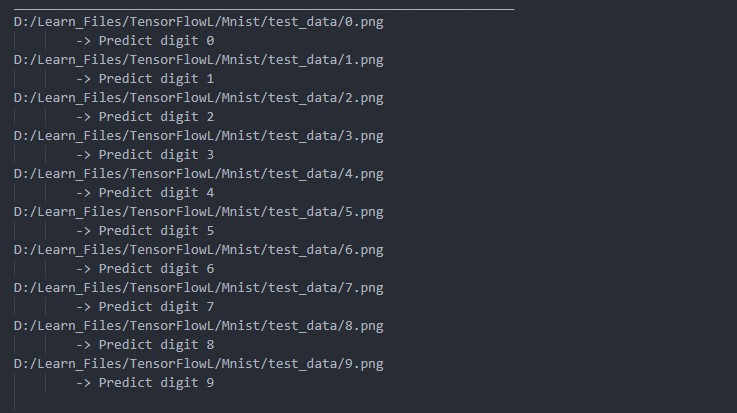 D:/Learn_Files/TensorFlowL/Mnist/test_data/0.png
-> Predict digit 0
D:/Learn_Files/TensorFlowL/Mnist/test_data/1.png
-> Predict digit 1
D:/Learn_Files/TensorFlowL/Mnist/test_data/2.png
-> Predict digit 2
D:/Learn_Files/TensorFlowL/Mnist/test_data/3.png
-> Predict digit 3
D:/Learn_Files/TensorFlowL/Mnist/test_data/4.png
-> Predict digit 4
D:/Learn_Files/TensorFlowL/Mnist/test_data/5.png
-> Predict digit 5
D:/Learn_Files/TensorFlowL/Mnist/test_data/6.png
-> Predict digit 6
D:/Learn_Files/TensorFlowL/Mnist/test_data/7.png
-> Predict digit 7
D:/Learn_Files/TensorFlowL/Mnist/test_data/8.png
-> Predict digit 8
D:/Learn_Files/TensorFlowL/Mnist/test_data/9.png
-> Predict digit 9